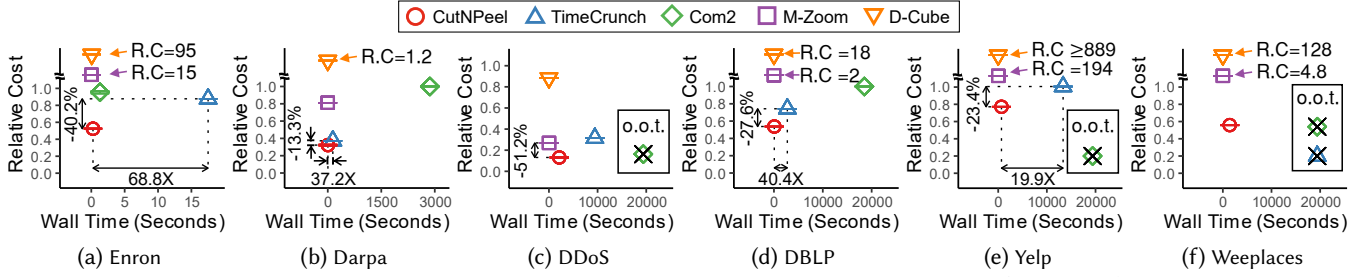 CutNPeel TimeCrunch Com2 M-Zoom D-Cube
Relative Cost
1.0
0.8
0.6
0.4
0.2
0.0
R.C=95
R.C=15
-40.2%
68.8X
0 5 10 15
Wall Time (Seconds)
(a) Enron
Relative Cost
1.0
0.8
0.6
0.4
0.2
0.0
R.C=1.2
-13.3%
37.2X
0 1500 3000
Wall Time (Seconds)
(b) Darpa
Relative Cost
1.0
0.8
0.6
0.4
0.2
0.0
-51.2%
o.o.t.
0 10000 20000
Wall Time (Seconds)
(c) DDoS
Relative Cost
1.0
0.8
0.6
0.4
0.2
0.0
R.C =18
R.C =2
-27.6%
40.4X
0 10000 20000
Wall Time (Seconds)
(d) DBLP
Relative Cost
1.0
0.8
0.6
0.4
0.2
0.0
R.C ≥889
R.C =194
-23.4%
19.9X
o.o.t.
0 10000 20000
Wall Time (Seconds)
(e) Yelp
Relative Cost
1.0
0.8
0.6
0.4
0.2
0.0
R.C=128
R.C=4.8
o.o.t.
0 10000 20000
Wall Time (Seconds)
(f) Weeplaces